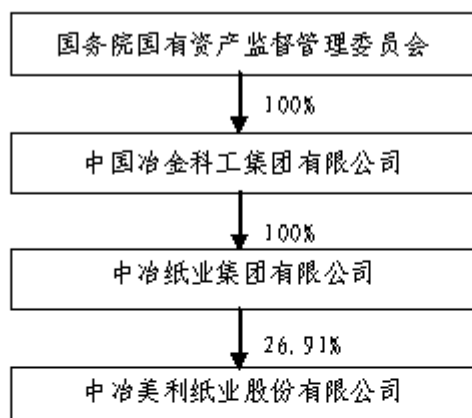 国务院国有资产监督管理委员会
100%
中国冶金科工集团有限公司
100%
中冶纸业集团有限公司
26.91%
中冶美利纸业股份有限公司